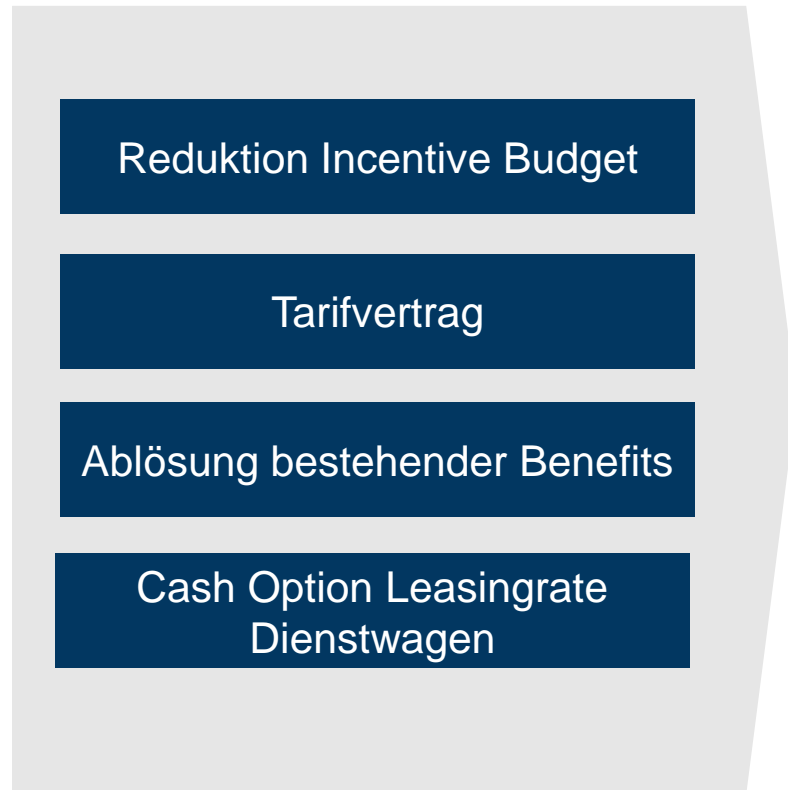 Reduktion Incentive Budget
Tarifvertrag
Ablösung bestehender Benefits
Cash Option Leasingrate
Dienstwagen